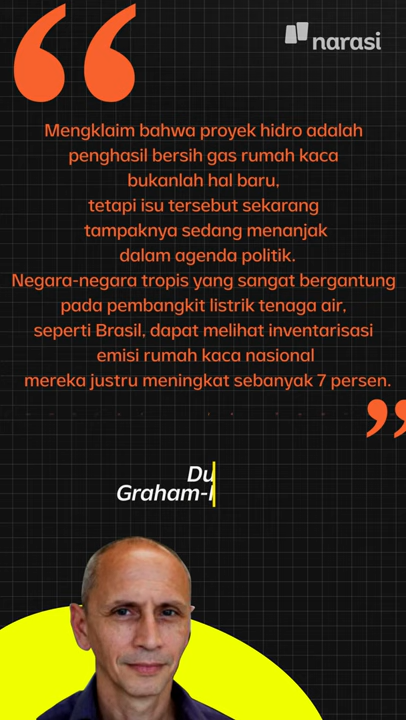 narasi
Mengklaim bahwa proyek hidro adalah
penghasil bersih gas rumah kaca
bukanlah hal baru,
tetapi isu tersebut sekarang
tampaknya sedang menanjak
dalam agenda politik.
Negara-negara tropis yang sangat bergantung
pada pembangkit listrik tenaga air,
seperti Brasil, dapat melihat inventarisasi
emisi rumah kaca nasional
mereka justru meningkat sebanyak 7 persen.
Du
Graham-